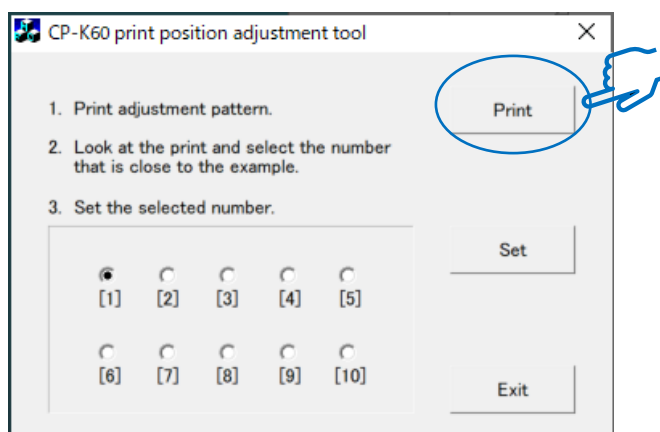 CP-K60 print position adjustment tool
1. Print adjustment pattern.
Print
2. Look at the print and select the number
that is close to the example.
3. Set the selected number.
Set
[1] [2] [3] [4] [5]
[6] [7] [8] [9] [10]
Exit